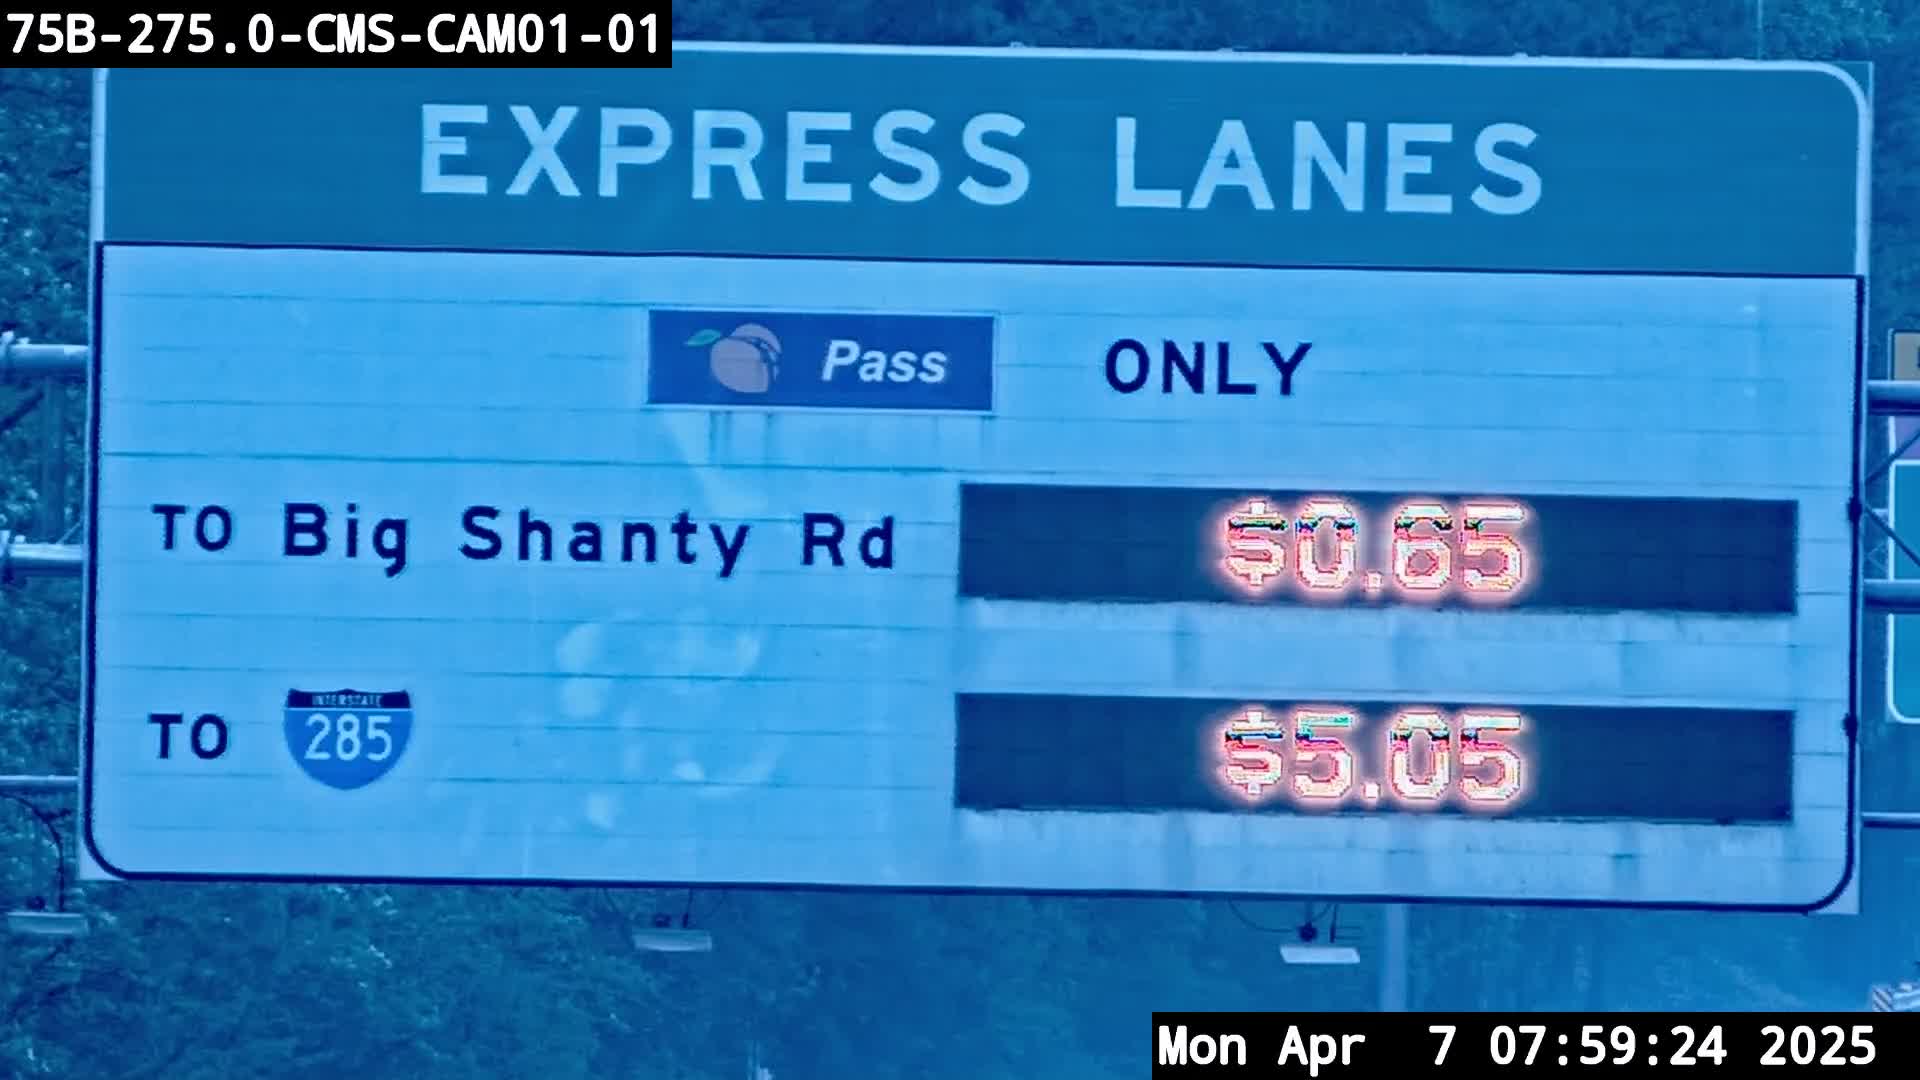 75B-275.0-CMS-CAM01-01
EXPRESS LANES
Pass ONLY
TO Big Shanty Rd $0.65
INTERSTATE
TO 285 $5.05
Mon Apr 7 07:59:24 2025